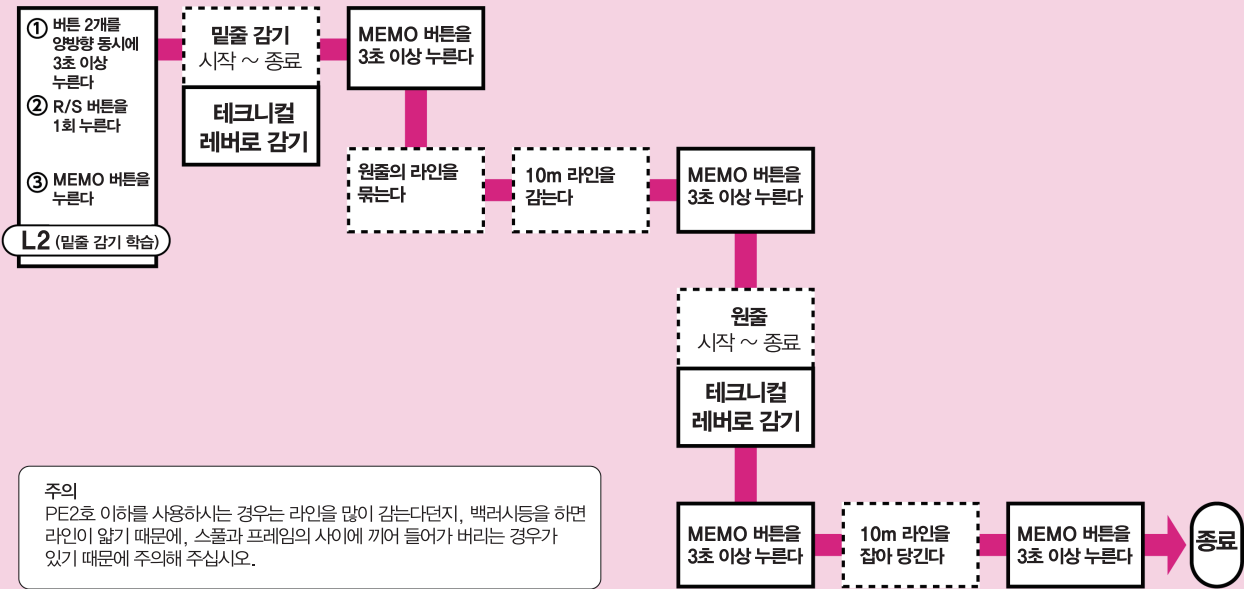 ① 버튼 2개를
양방향 동시에
3초 이상
누른다
② R/S 버튼을
1회 누른다
③ MEMO 버튼을
누른다
L2 (밑줄 감기 학습)
밑줄 감기
시작 ~ 종료
테크니컬
레버로 감기
MEMO 버튼을
3초 이상 누른다
원줄의 라인을
묶는다
10m 라인을
감는다
MEMO 버튼을
3초 이상 누른다
원줄
시작 ~ 종료
테크니컬
레버로 감기
MEMO 버튼을
3초 이상 누른다
10m 라인을
잡아 당긴다
MEMO 버튼을
3초 이상 누른다
종료
주의
PE2호 이하를 사용하시는 경우는 라인을 많이 감는다던지, 백러시등을 하면
라인이 얇기 때문에, 스풀과 프레임의 사이에 끼어 들어가 버리는 경우가
있기 때문에 주의해 주십시오.